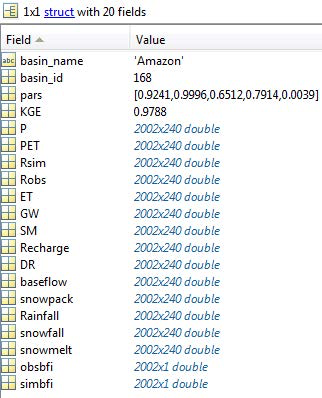 1x1 struct with 20 fields
Field Value
abc basin_name 'Amazon'
basin_id 168
pars [0.9241,0.9996,0.6512,0.7914,0.0039]
KGE 0.9788
P 2002x240 double
PET 2002x240 double
Rsim 2002x240 double
Robs 2002x240 double
ET 2002x240 double
GW 2002x240 double
SM 2002x240 double
Recharge 2002x240 double
DR 2002x240 double
baseflow 2002x240 double
snowpack 2002x240 double
Rainfall 2002x240 double
snowfall 2002x240 double
snowmelt 2002x240 double
obsbfi 2002x1 double
simbfi 2002x1 double